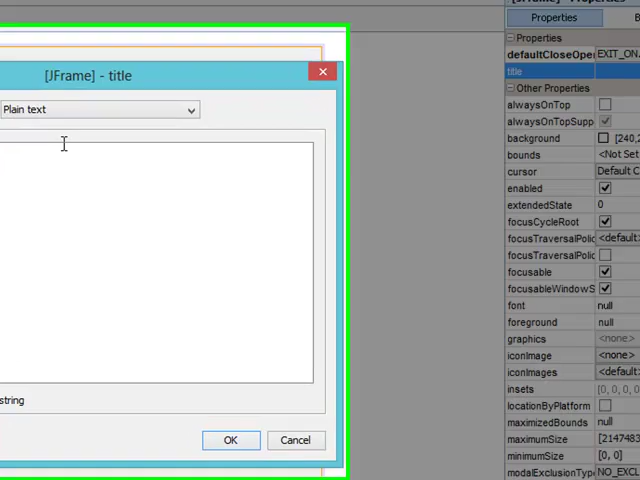 [JFrame] - Properties
Properties
Properties
defaultCloseOper
EXIT_ON.
[JFrame] - title
title
Other Properties
Plain text
alwaysOnTop
alwaysOnTopSupp
background
[240,2
bounds
<Not Set
cursor
Default C
enabled
extendedState
0
focusCycleRoot
focusTraversalPolic
<default>
focusTraversalPolic
focusable
focusableWindowS
font
null
foreground
null
graphics
<none>
iconImage
<none>
iconImages
<default>
insets
[0, 0, 0, 0
string
locationByPlatform
maximizedBounds
null
OK
Cancel
maximumSize
[2147483
minimumSize
[0, 0]
modalExclusionType
NO_EXCL